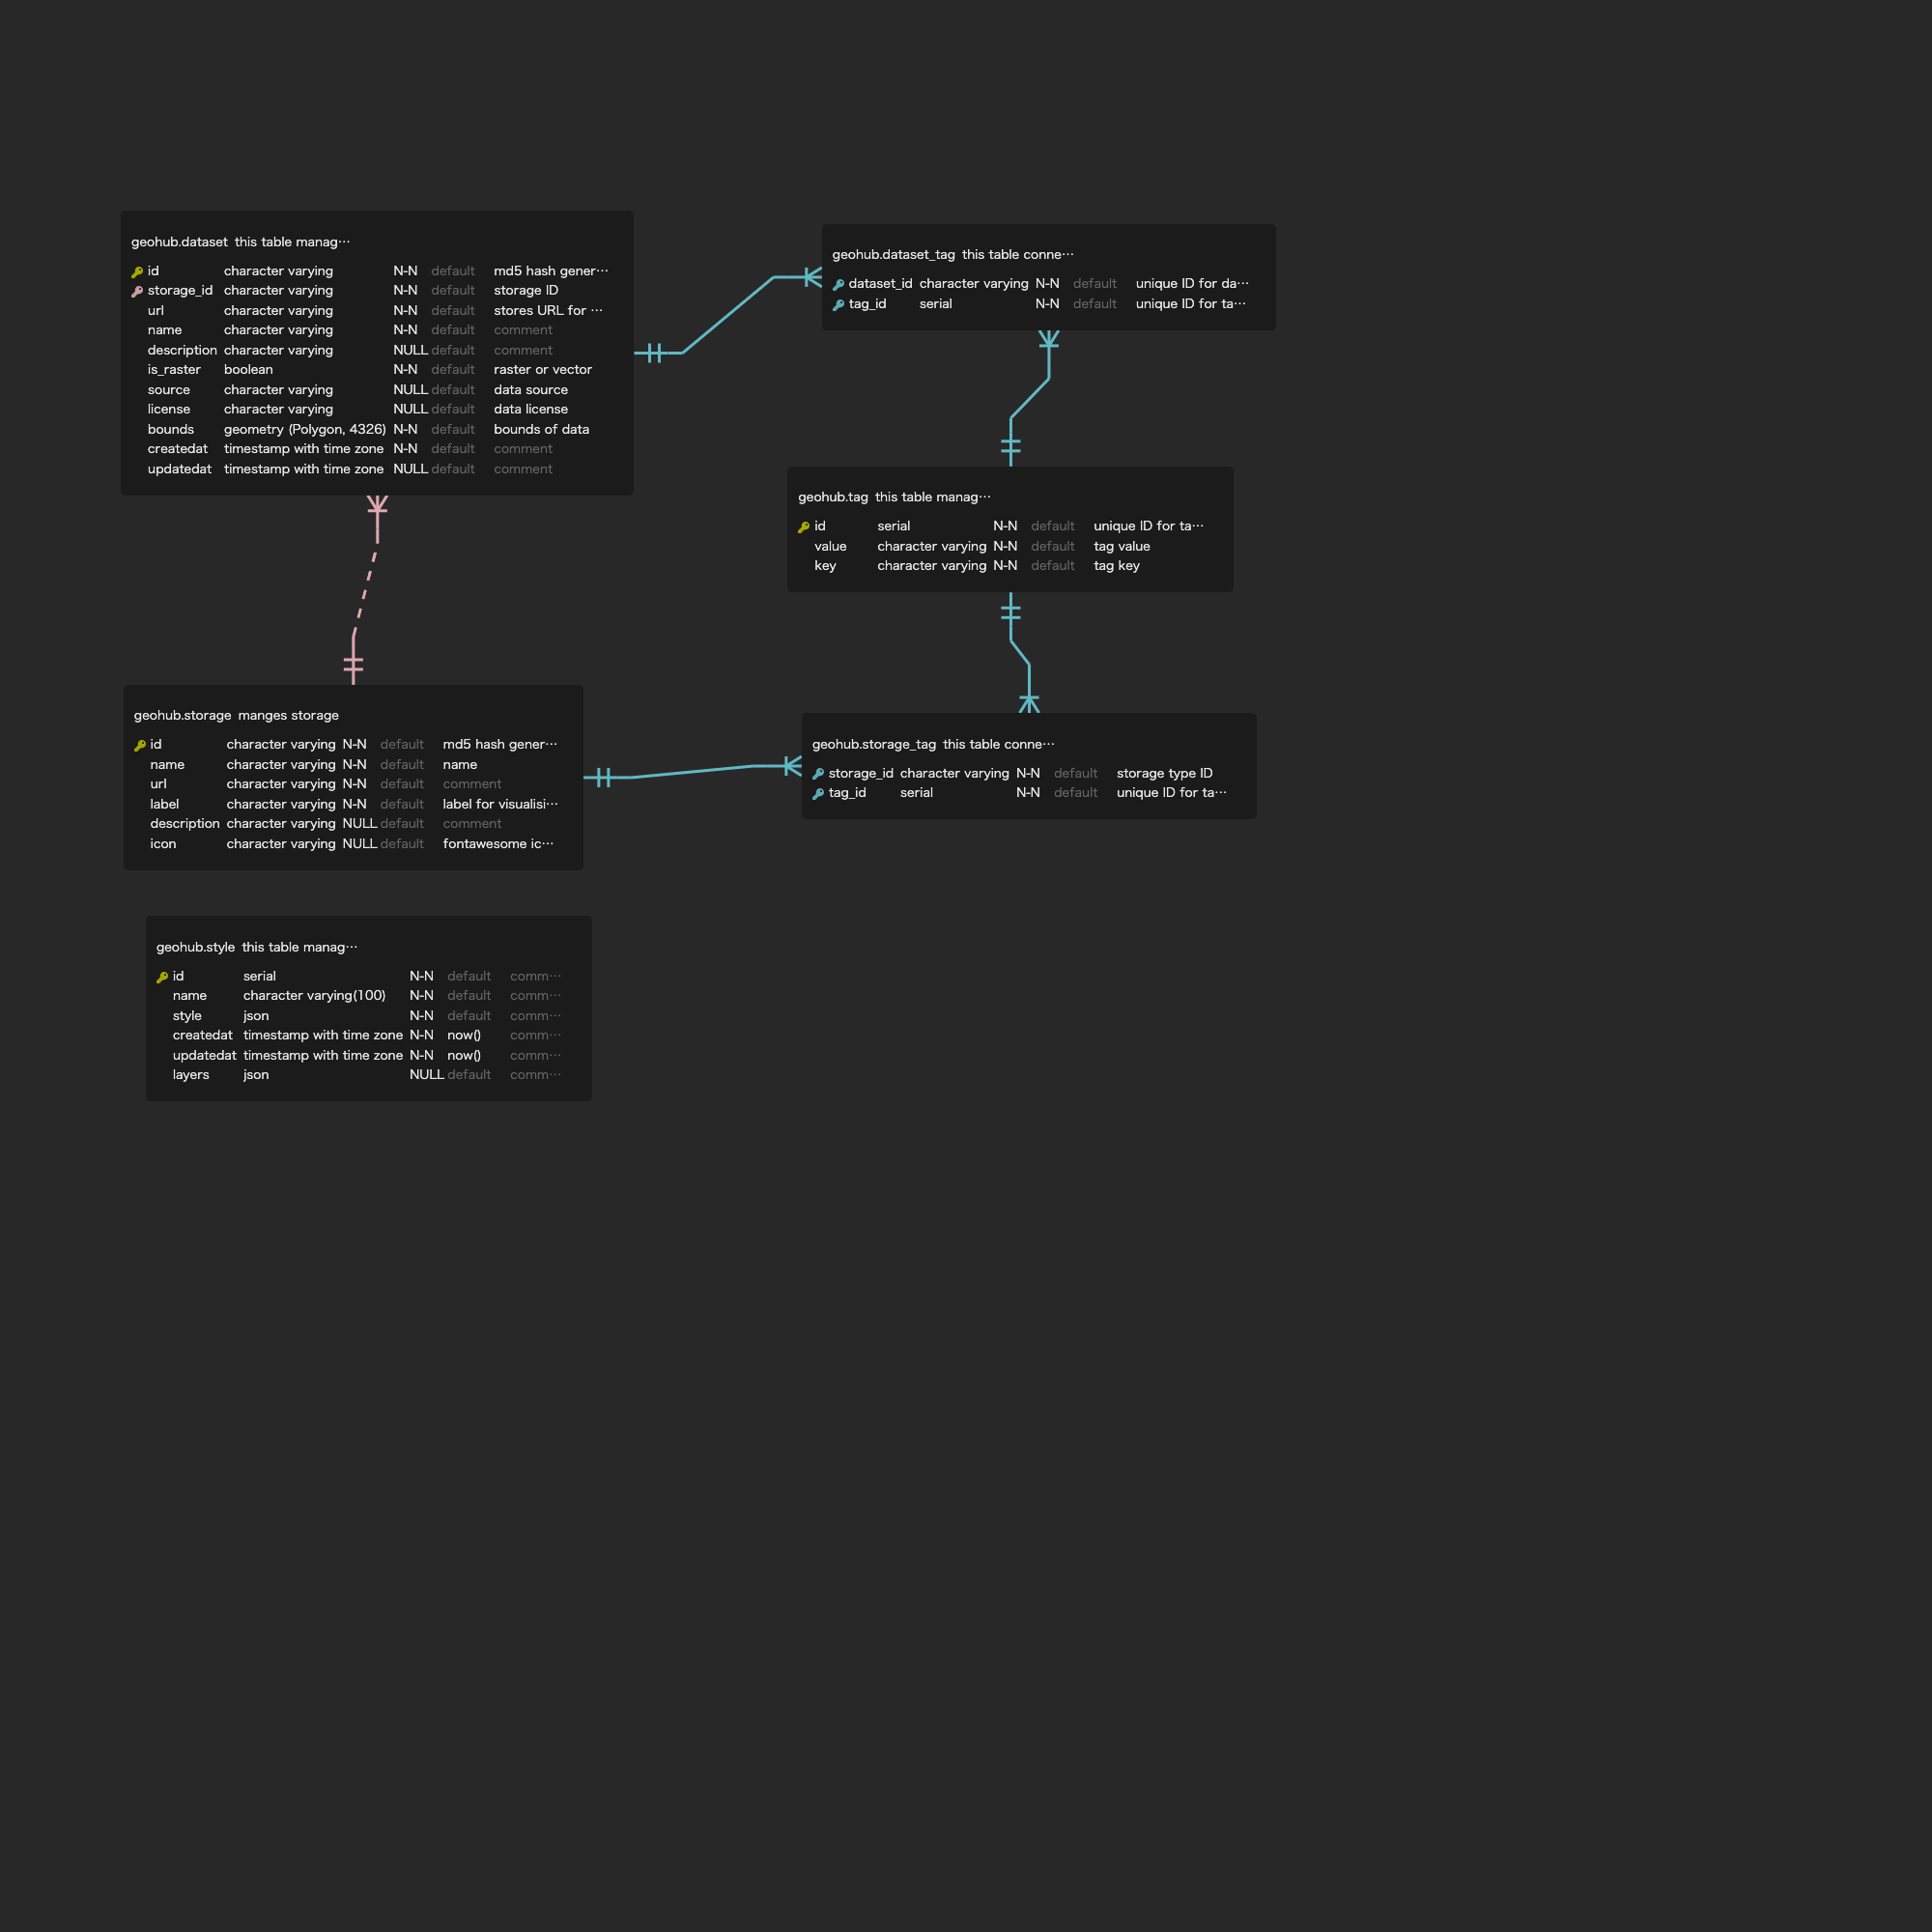 geohub.dataset this table manag…
id character varying N-N default md5 hash gener…
storage_id character varying N-N default storage ID
url character varying N-N default stores URL for …
name character varying N-N default comment
description character varying NULL default comment
is_raster boolean N-N default raster or vector
source character varying NULL default data source
license character varying NULL default data license
bounds geometry (Polygon, 4326) N-N default bounds of data
createdat timestamp with time zone N-N default comment
updatedat timestamp with time zone NULL default comment
geohub.dataset_tag this table conne…
dataset_id character varying N-N default unique ID for da…
tag_id serial N-N default unique ID for ta…
geohub.tag this table manag…
id serial N-N default unique ID for ta…
value character varying N-N default tag value
key character varying N-N default tag key
geohub.storage manges storage
id character varying N-N default md5 hash gener…
name character varying N-N default name
url character varying N-N default comment
label character varying N-N default label for visualisi…
description character varying NULL default comment
icon character varying NULL default fontawesome ic…
geohub.storage_tag this table conne…
storage_id character varying N-N default storage type ID
tag_id serial N-N default unique ID for ta…
geohub.style this table manag…
id serial N-N default comm…
name character varying(100) N-N default comm…
style json N-N default comm…
createdat timestamp with time zone N-N now() comm…
updatedat timestamp with time zone N-N now() comm…
layers json NULL default comm…